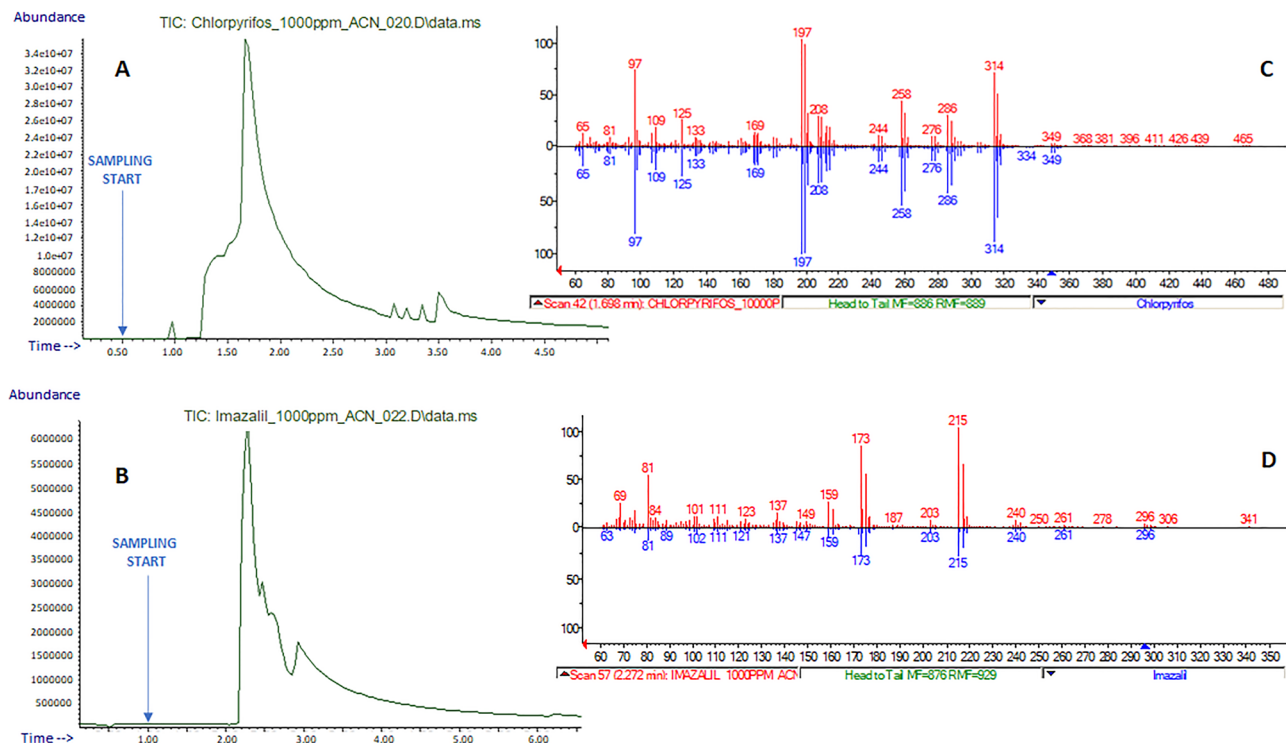 Abundance
TIC: Chlorpyrifos_1000ppm_ACN_020.D\data.ms
A
3.4e+07
3.2e+07
3e+07
2.8e+07
2.6e+07
2.4e+07
2.2e+07
2e+07
1.8e+07
1.6e+07
1.4e+07
1.2e+07
1.0e+07
8000000
6000000
4000000
2000000
SAMPLING
START
Time -->
0.50 1.00 1.50 2.00 2.50 3.00 3.50 4.00 4.50
C
100
50
0
50
100
65 81 97 109 125 133 169 197 208 244 258 276 286 314 349 368 381 396 411 426 439 465
65 81 97 109 125 133 169 197 208 244 258 276 286 314 334 349
60 80 100 120 140 160 180 200 220 240 260 280 300 320 340 360 380 400 420 440 460 480
Scan 42 (1.698 min): CHLORPYRIFOS_10000P
Head to Tail MF=886 RMF=889
Chlorpyrifos
Abundance
TIC: Imazalil_1000ppm_ACN_022.D\data.ms
B
6000000
5500000
5000000
4500000
4000000
3500000
3000000
2500000
2000000
1500000
1000000
500000
SAMPLING
START
Time -->
1.00 2.00 3.00 4.00 5.00 6.00
D
100
50
0
50
100
69 81 84 101 111 123 137 149 159 173 187 203 215 240 250 261 278 296 306 341
63 81 89 102 111 121 137 147 159 173 203 215 240 261 296
60 70 80 90 100 110 120 130 140 150 160 170 180 190 200 210 220 230 240 250 260 270 280 290 300 310 320 330 340 350
Scan 57 (2.272 min): IMAZALIL_1000PPM_ACN
Head to Tail MF=876 RMF=929
Imazalil